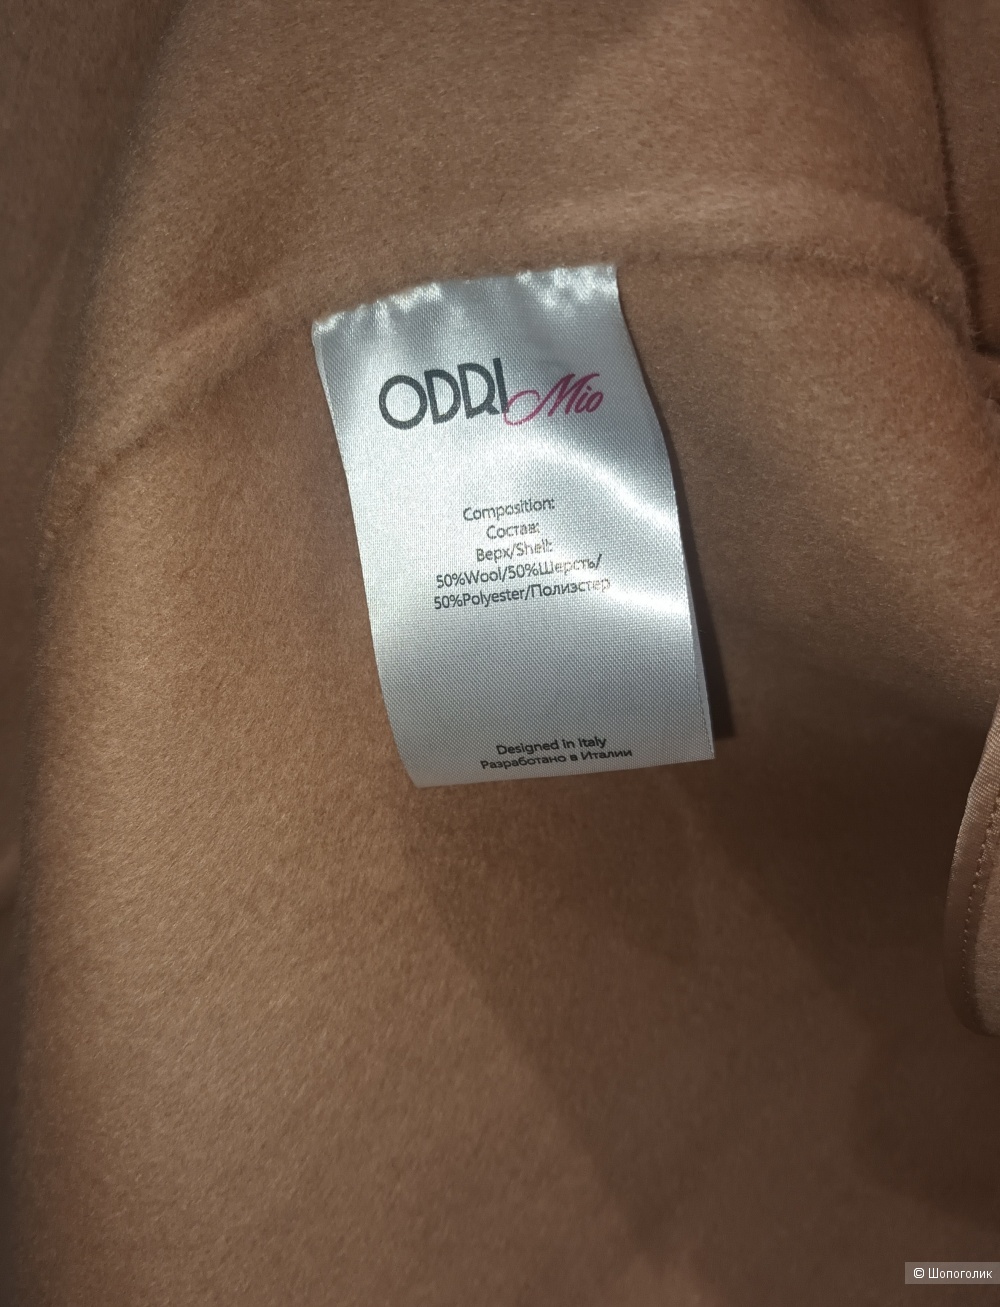 ODRI Mio
Composition:
Состав:
Верх/Shell:
50%Wool/50%Шерсть/
50%Polyester/Полиэстер
Designed in Italy
Разработано в Италии
© Шопоголик